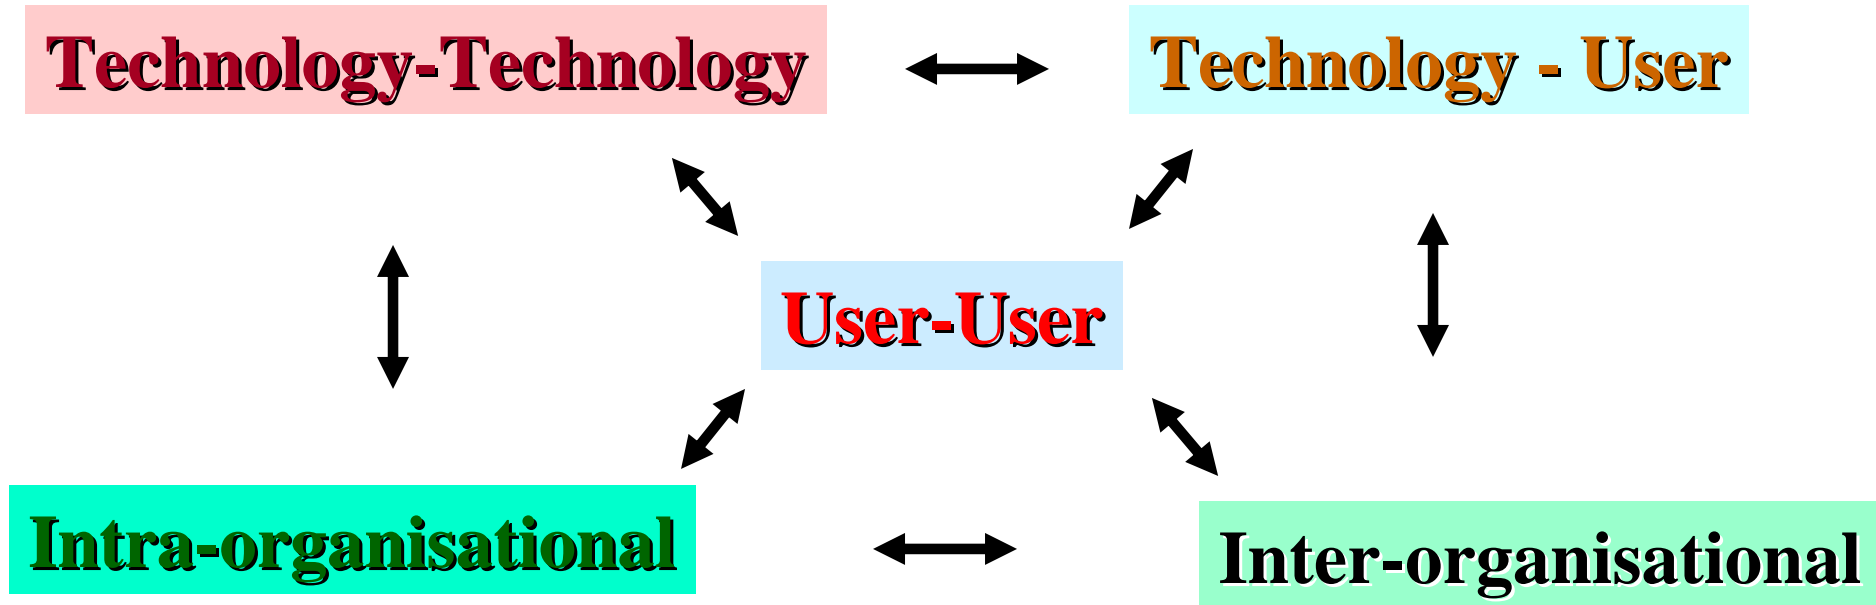 Technology-Technology
Technology - User
User-User
Intra-organisational
Inter-organisational